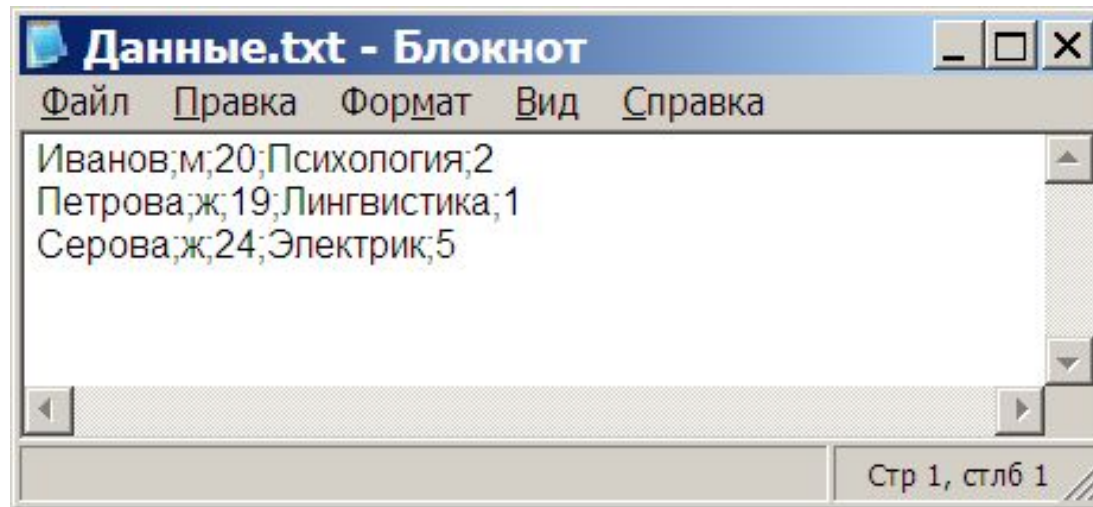 Данные.txt - Блокнот
Файл Правка Формат Вид Справка
Иванов;м;20;Психология;2
Петрова;ж;19;Лингвистика;1
Серова;ж;24;Электрик;5
Стр 1, стлб 1